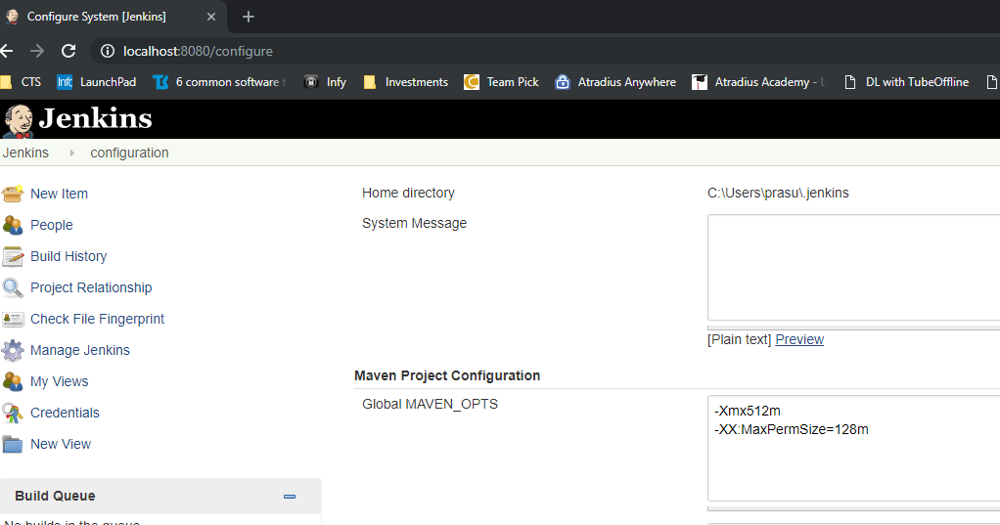 Configure System [Jenkins]
localhost:8080/configure
CTS
LaunchPad
6 common software
Infy
Investments
Team Pick
Atradius Anywhere
Atradius Academy -
DL with TubeOffline
Jenkins
Jenkins
configuration
New Item
People
Build History
Project Relationship
Check File Fingerprint
Manage Jenkins
My Views
Credentials
New View
Build Queue
No builds in the queue.
Home directory
C:\Users\prasu\.jenkins
System Message
[Plain text] Preview
Maven Project Configuration
Global MAVEN_OPTS
-Xmx512m
-XX:MaxPermSize=128m